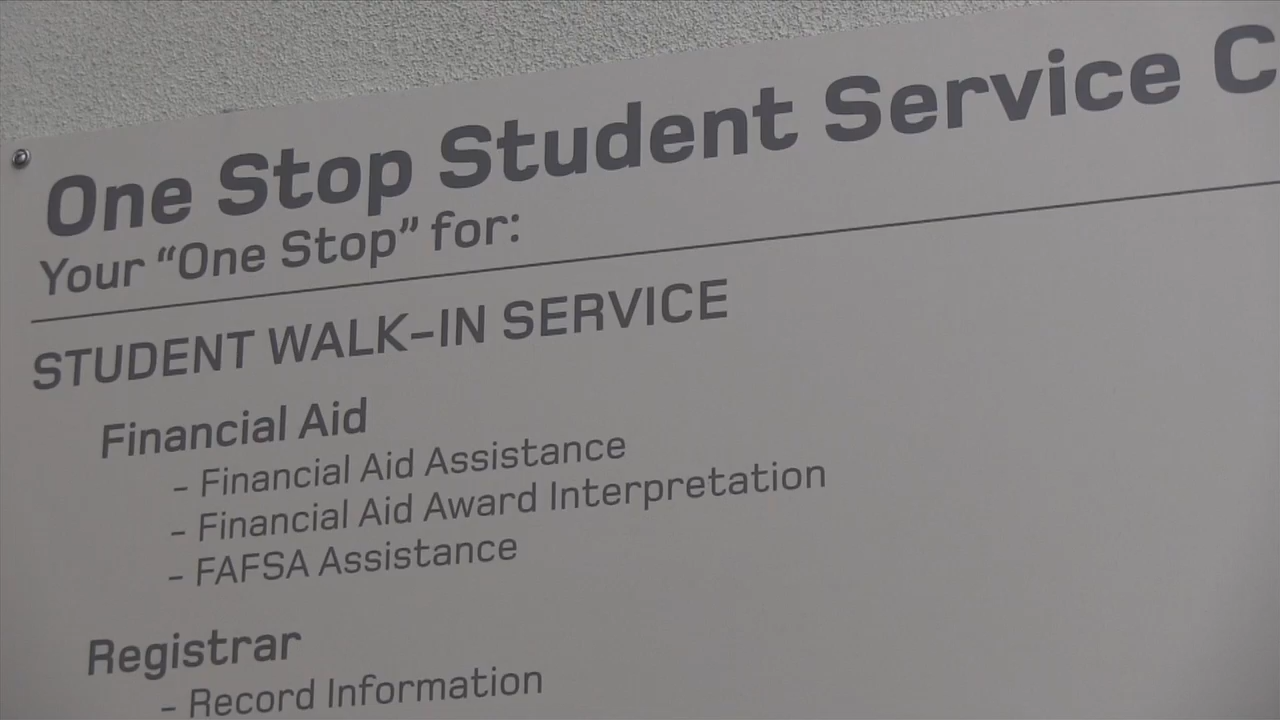 One Stop Student Service C
Your “One Stop” for:
STUDENT WALK-IN SERVICE
Financial Aid
- Financial Aid Assistance
- Financial Aid Award Interpretation
- FAFSA Assistance
Registrar
- Record Information